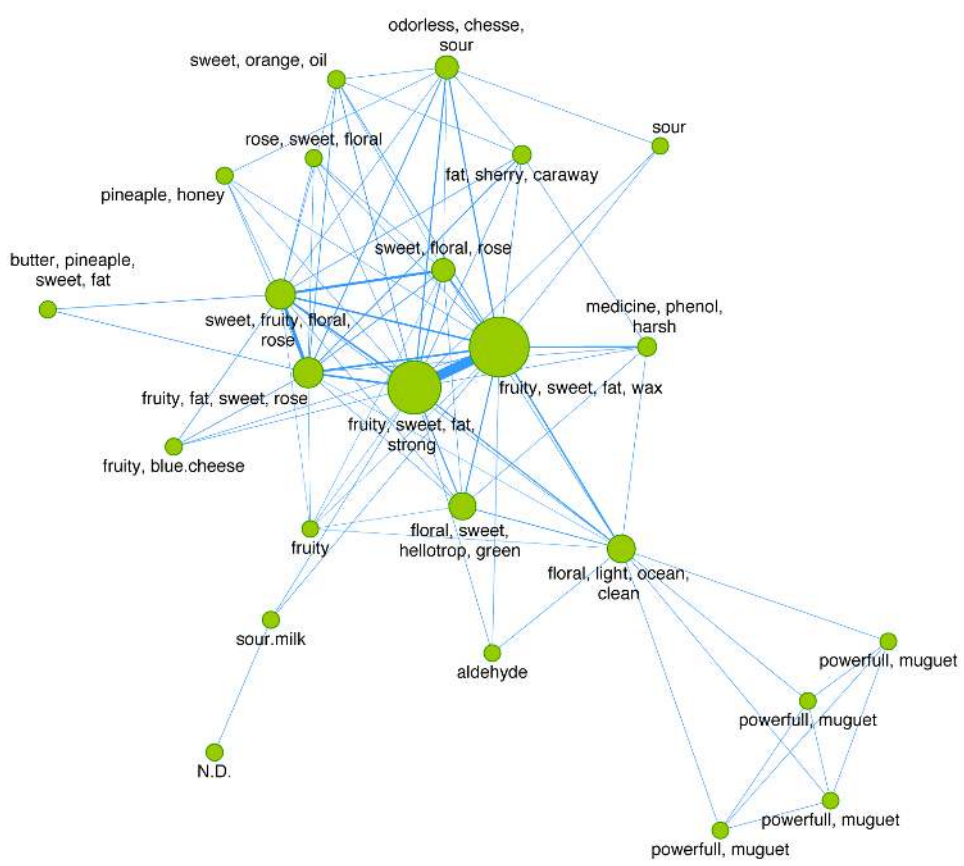 odorless, chesse,
sour
sweet, orange, oil
sour
rose, sweet, floral
fat, sherry, caraway
pineaple, honey
sweet, floral, rose
butter, pineaple,
sweet, fat
medicine, phenol,
harsh
sweet, fruity, floral,
rose
fruity, sweet, fat, wax
fruity, fat, sweet, rose
fruity, sweet, fat,
strong
fruity, blue.cheese
floral, sweet,
hellotrop, green
fruity
floral, light, ocean,
clean
sour.milk
aldehyde
powerfull, muguet
powerfull, muguet
N.D.
powerfull, muguet
powerfull, muguet